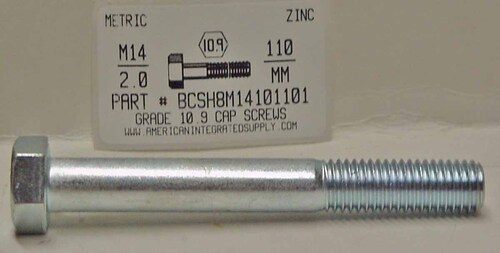 METRIC ZINC
M14 10.9 110
2.0 MM
PART # BCSH8M14101101
GRADE 10.9 CAP SCREWS
WWW.AMERICANINTEGRATEDSUPPLY.COM